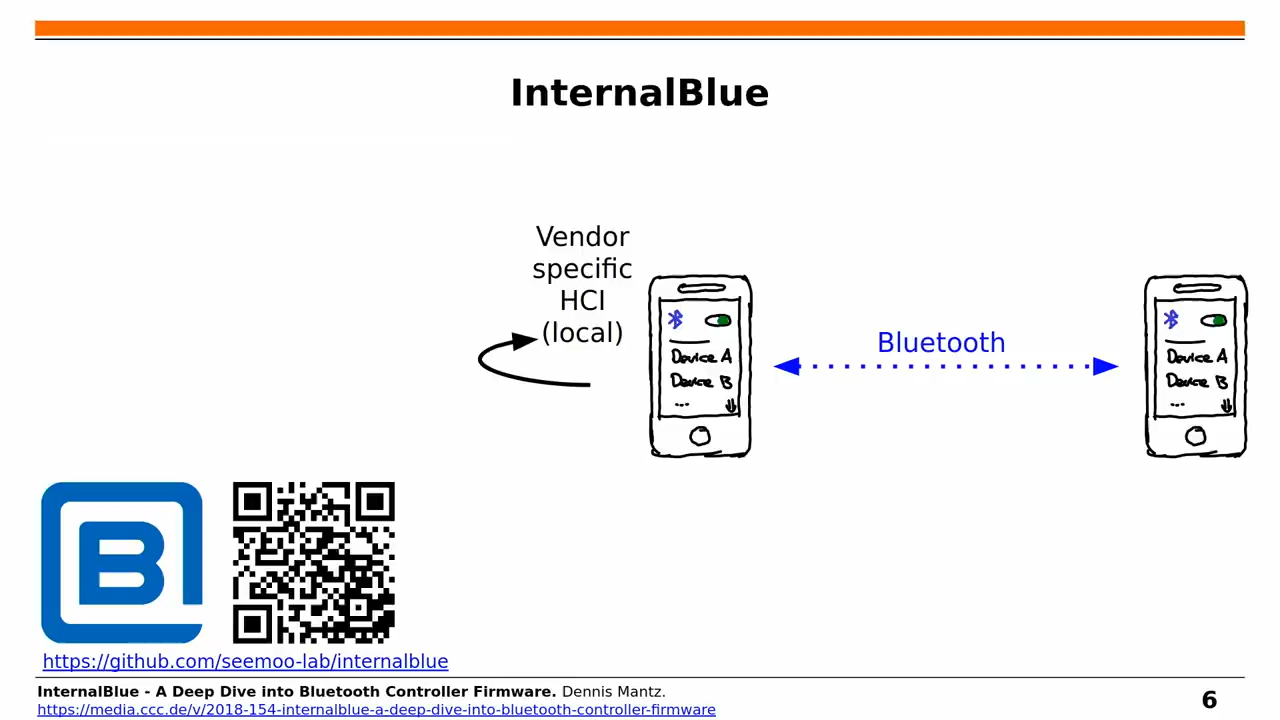 InternalBlue
Vendor
specific
HCI
(local)
Device A
Device B
...
Bluetooth
Device A
Device B
...
B
https://github.com/seemoo-lab/internalblue
InternalBlue - A Deep Dive into Bluetooth Controller Firmware. Dennis Mantz.
https://media.ccc.de/v/2018-154-internalblue-a-deep-dive-into-bluetooth-controller-firmware
6